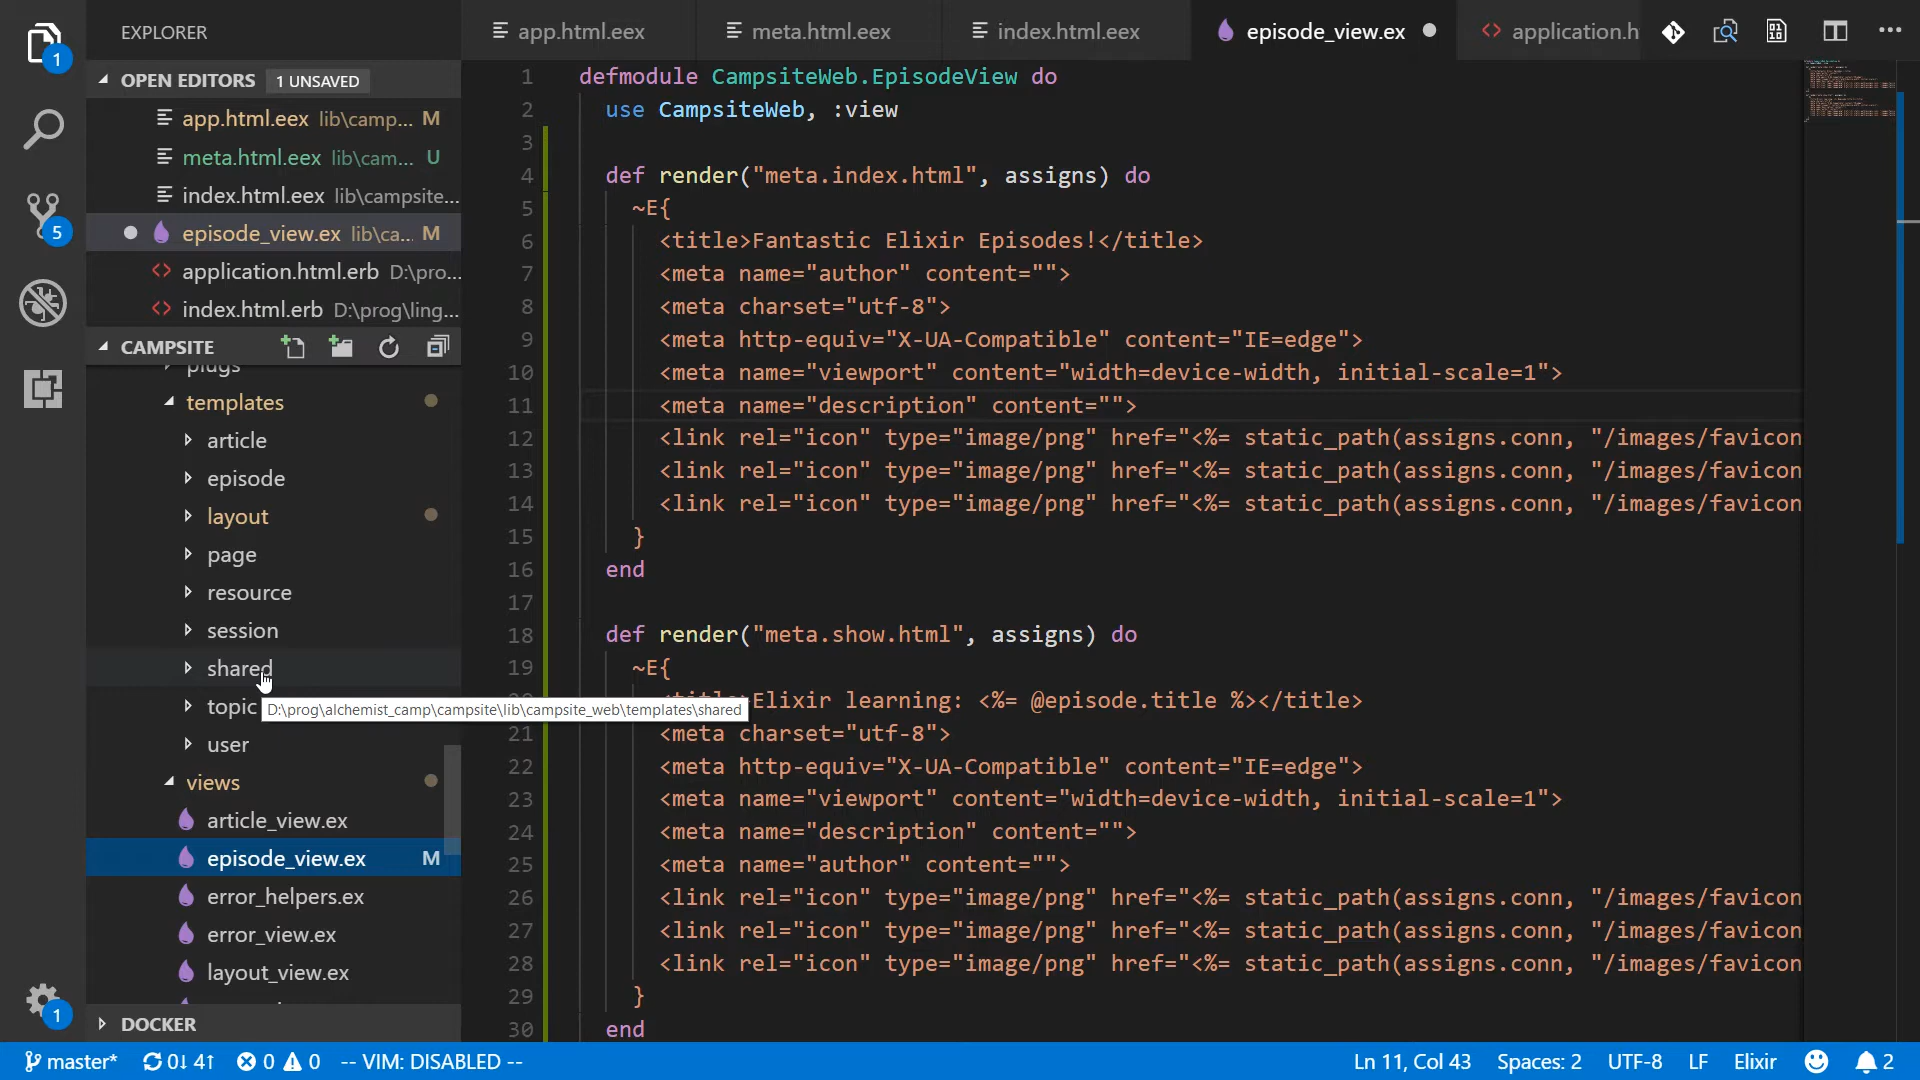 EXPLORER
OPEN EDITORS 1 UNSAVED
app.html.eex lib\camp... M
meta.html.eex lib\cam... U
index.html.eex lib\campsite...
episode_view.ex lib\ca... M
application.html.erb D:\pro...
index.html.erb D:\prog\ling...
CAMPSITE
plugs
templates
article
episode
layout
page
resource
session
shared
topic
user
views
article_view.ex
episode_view.ex M
error_helpers.ex
error_view.ex
layout_view.ex
DOCKER
1
5
1
D:\prog\alchemist_camp\campsite\lib\campsite_web\templates\shared
app.html.eex meta.html.eex index.html.eex episode_view.ex application.h
1 defmodule CampsiteWeb.EpisodeView do
2 use CampsiteWeb, :view
3
4 def render("meta.index.html", assigns) do
5 ~E{
6 <title>Fantastic Elixir Episodes!</title>
7 <meta name="author" content="">
8 <meta charset="utf-8">
9 <meta http-equiv="X-UA-Compatible" content="IE=edge">
10 <meta name="viewport" content="width=device-width, initial-scale=1">
11 <meta name="description" content="">
12 <link rel="icon" type="image/png" href="<%= static_path(assigns.conn, "/images/favicon
13 <link rel="icon" type="image/png" href="<%= static_path(assigns.conn, "/images/favicon
14 <link rel="icon" type="image/png" href="<%= static_path(assigns.conn, "/images/favicon
15 }
16 end
17
18 def render("meta.show.html", assigns) do
19 ~E{
Elixir learning: <%= @episode.title %></title>
21 <meta charset="utf-8">
22 <meta http-equiv="X-UA-Compatible" content="IE=edge">
23 <meta name="viewport" content="width=device-width, initial-scale=1">
24 <meta name="description" content="">
25 <meta name="author" content="">
26 <link rel="icon" type="image/png" href="<%= static_path(assigns.conn, "/images/favicon
27 <link rel="icon" type="image/png" href="<%= static_path(assigns.conn, "/images/favicon
28 <link rel="icon" type="image/png" href="<%= static_path(assigns.conn, "/images/favicon
29 }
30 end
master* 0↓ 4↑ 0 0 -- VIM: DISABLED -- Ln 11, Col 43 Spaces: 2 UTF-8 LF Elixir 2